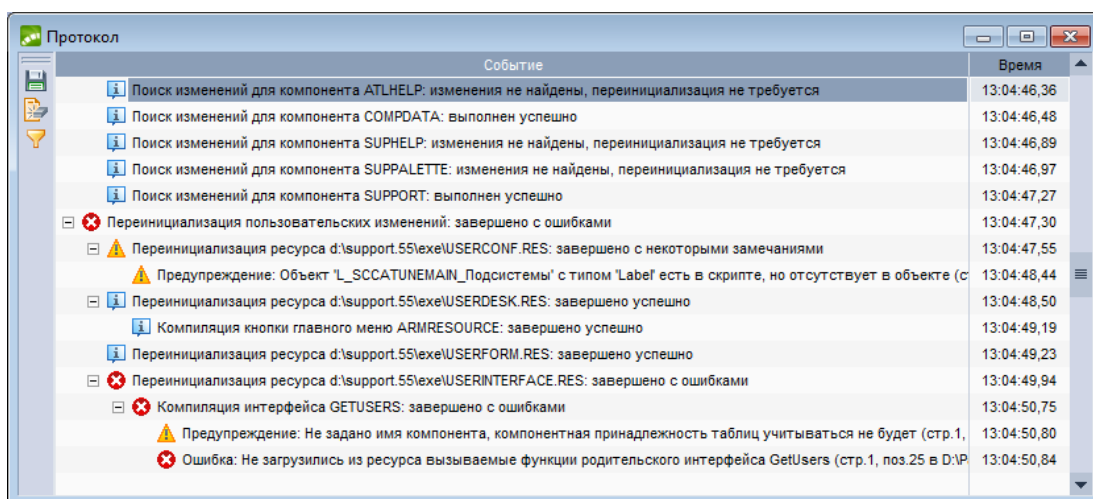 Протокол
Событие Время
Поиск изменений для компонента ATLHELP: изменения не найдены, переинициализация не требуется 13:04:46,36
Поиск изменений для компонента COMPDATA: выполнен успешно 13:04:46,48
Поиск изменений для компонента SUPHELP: изменения не найдены, переинициализация не требуется 13:04:46,89
Поиск изменений для компонента SUPPALETTE: изменения не найдены, переинициализация не требуется 13:04:46,97
Поиск изменений для компонента SUPPORT: выполнен успешно 13:04:47,27
Переинициализация пользовательских изменений: завершено с ошибками 13:04:47,30
Переинициализация ресурса d:\support.55\exe\USERCONF.RES: завершено с некоторыми замечаниями 13:04:47,55
Предупреждение: Объект 'L_SCCATUNEMAIN_Подсистемы' с типом 'Label' есть в скрипте, но отсутствует в объекте (с 13:04:48,44
Переинициализация ресурса d:\support.55\exe\USERDESK.RES: завершено успешно 13:04:48,50
Компиляция кнопки главного меню ARMRESOURCE: завершено успешно 13:04:49,19
Переинициализация ресурса d:\support.55\exe\USERFORM.RES: завершено успешно 13:04:49,23
Переинициализация ресурса d:\support.55\exe\USERINTERFACE.RES: завершено с ошибками 13:04:49,94
Компиляция интерфейса GETUSERS: завершено с ошибками 13:04:50,75
Предупреждение: Не задано имя компонента, компонентная принадлежность таблиц учитываться не будет (стр.1, 13:04:50,80
Ошибка: Не загрузились из ресурса вызываемые функции родительского интерфейса GetUsers (стр.1, поз.25 в D:\P 13:04:50,84